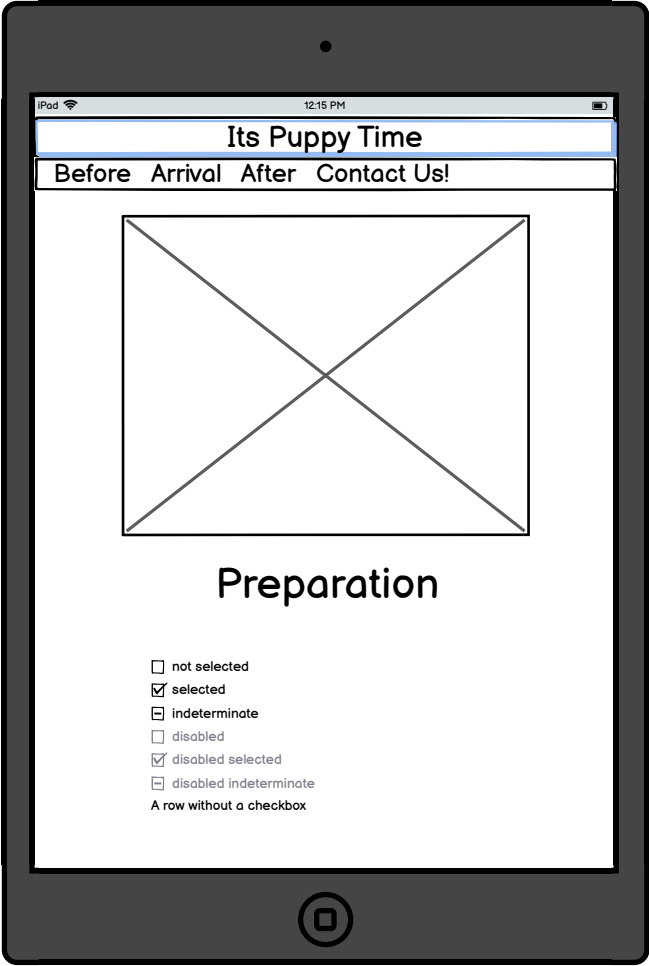 iPad 12:15 PM
Its Puppy Time
Before Arrival After Contact Us!
Preparation
not selected
selected
indeterminate
disabled
disabled selected
disabled indeterminate
A row without a checkbox